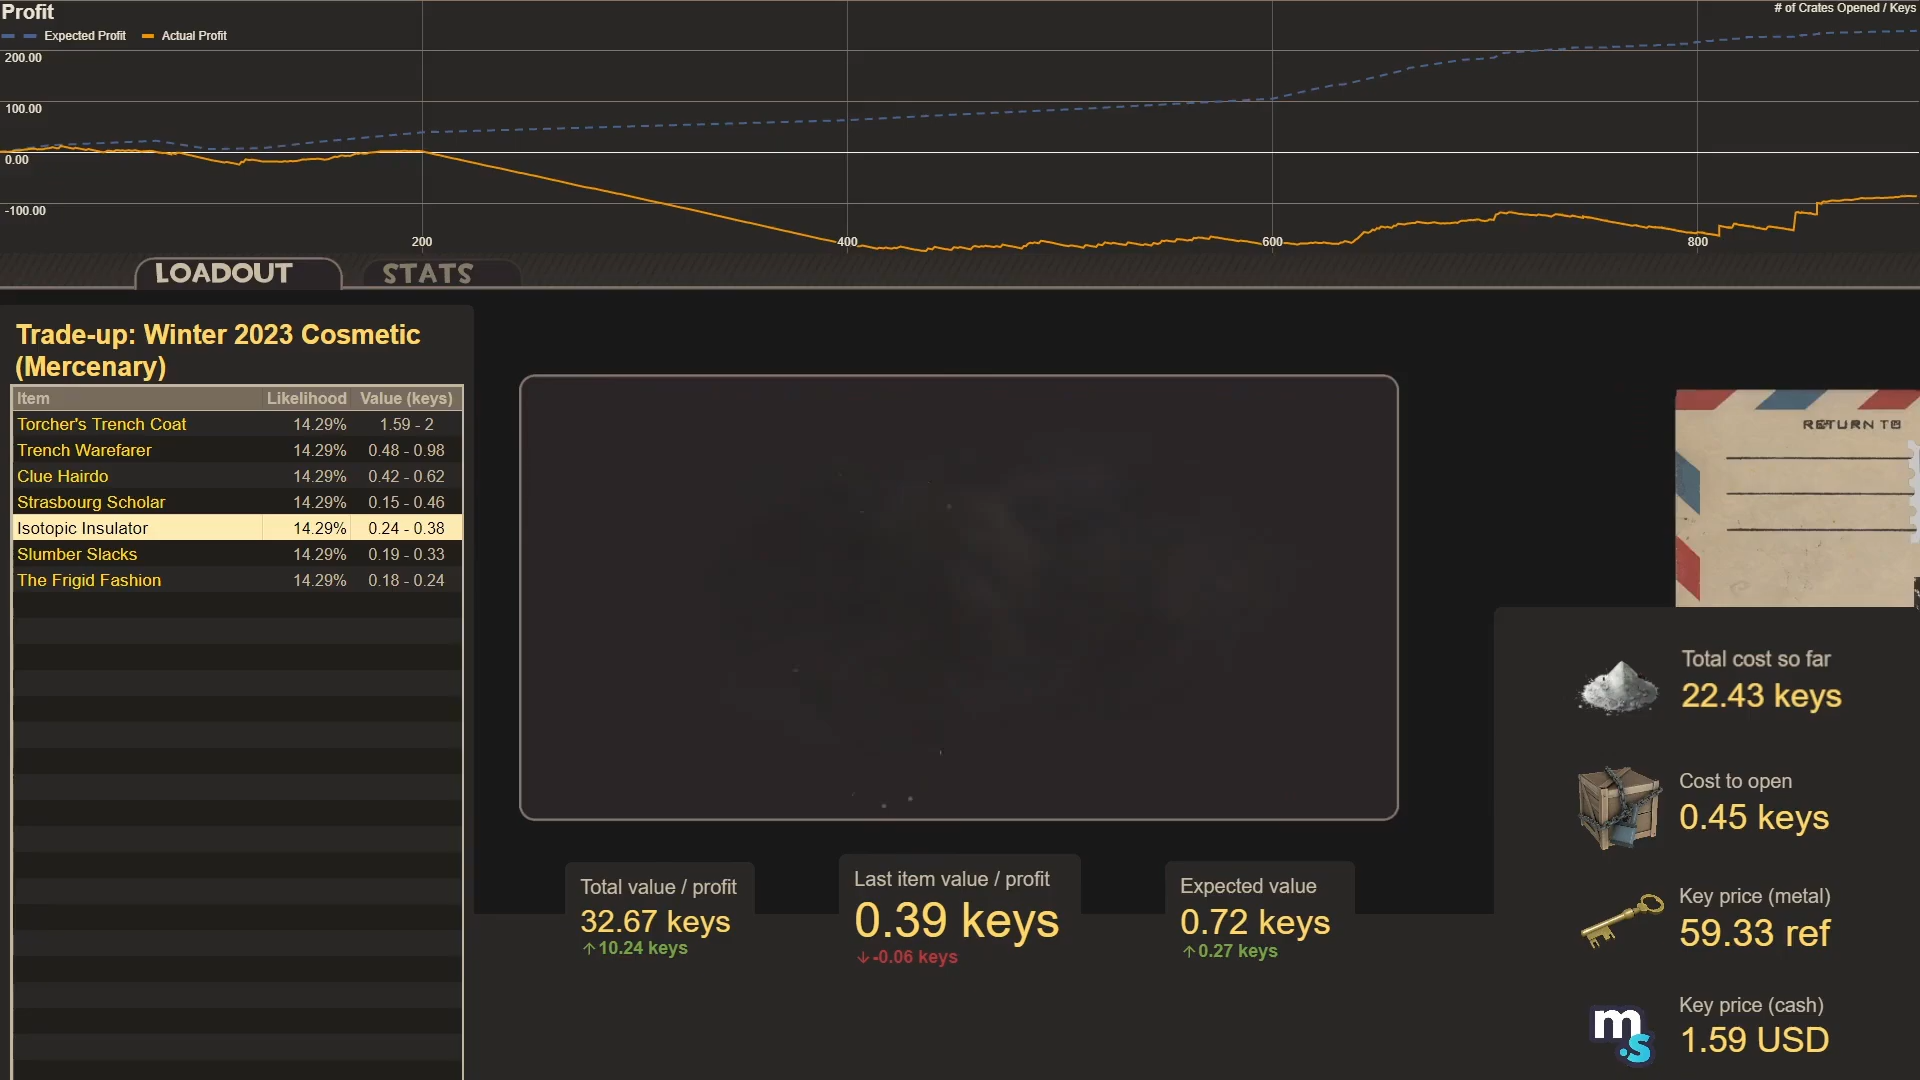 Profit
# of Crates Opened / Keys
Expected Profit
Actual Profit
200.00
100.00
0.00
-100.00
200
400
600
800
LOADOUT
STATS
Trade-up: Winter 2023 Cosmetic
(Mercenary)
Item Likelihood Value (keys)
Torcher's Trench Coat 14.29% 1.59 - 2
Trench Warefarer 14.29% 0.48 - 0.98
Clue Hairdo 14.29% 0.42 - 0.62
Strasbourg Scholar 14.29% 0.15 - 0.46
Isotopic Insulator 14.29% 0.24 - 0.38
Slumber Slacks 14.29% 0.19 - 0.33
The Frigid Fashion 14.29% 0.18 - 0.24
RETURN TO
Total cost so far
22.43 keys
Cost to open
0.45 keys
Key price (metal)
59.33 ref
Key price (cash)
1.59 USD
m.s
Total value / profit
32.67 keys
↑10.24 keys
Last item value / profit
0.39 keys
↓-0.06 keys
Expected value
0.72 keys
↑0.27 keys